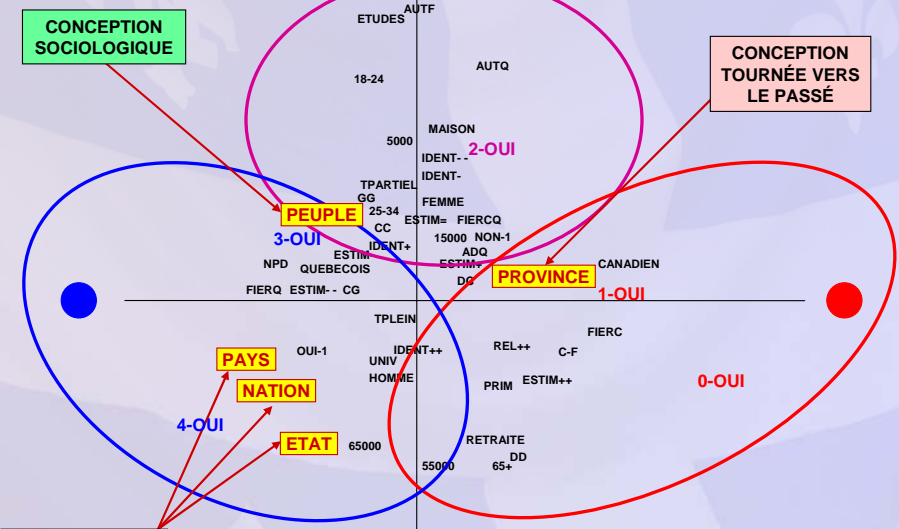 AUTF
ETUDES
CONCEPTION
SOCIOLOGIQUE
CONCEPTION
TOURNÉE VERS
LE PASSÉ
AUTQ
18-24
MAISON
5000
2-OUI
IDENT- -
IDENT-
TPARTIEL
GG
FEMME
PEUPLE
25-34
ESTIM=
FIERCQ
CC
3-OUI
15000
NON-1
IDENT+
ADQ
ESTIM-
NPD
QUEBECOIS
ESTIM+
CANADIEN
PROVINCE
DG
FIERQ
ESTIM- -
CG
1-OUI
TPLEIN
FIERC
OUI-1
IDENT++
REL++
C-F
PAYS
UNIV
HOMME
PRIM
ESTIM++
0-OUI
NATION
4-OUI
ETAT
65000
RETRAITE
DD
55000
65+